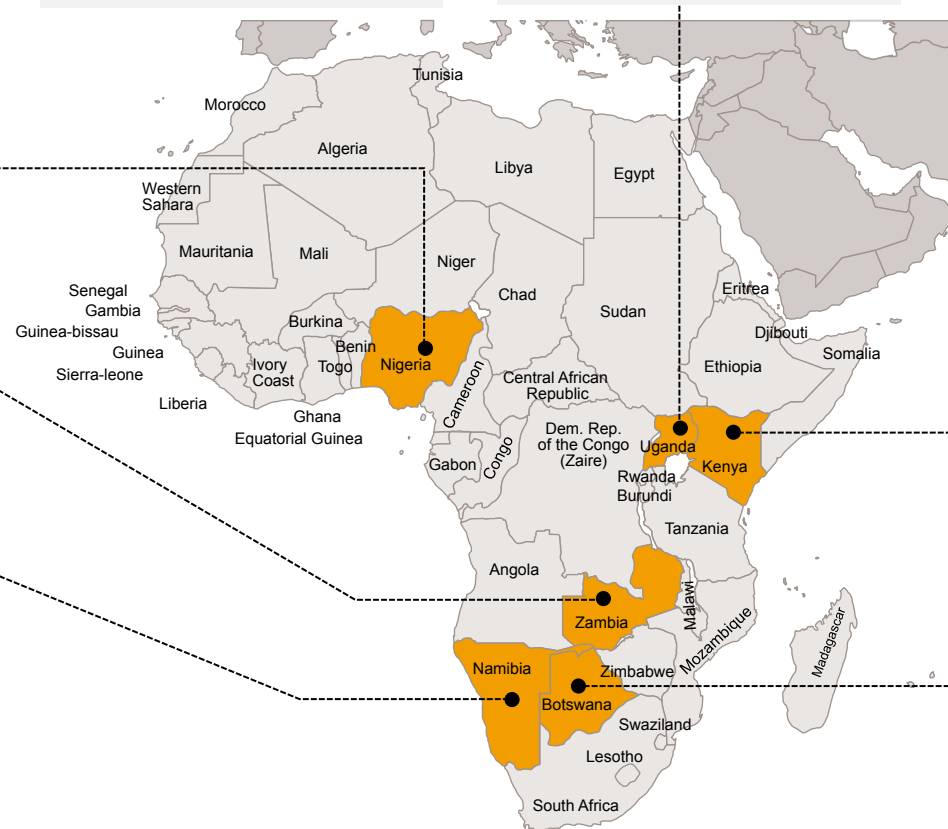 Tunisia
Morocco
Algeria
Libya
Egypt
Western
Sahara
Mauritania
Mali
Niger
Chad
Sudan
Eritrea
Senegal
Gambia
Guinea-bissau
Guinea
Sierra-leone
Liberia
Burkina
Benin
Togo
Ivory
Coast
Ghana
Equatorial Guinea
Nigeria
Cameroon
Central African
Republic
Djibouti
Ethiopia
Somalia
Dem. Rep.
of the Congo
(Zaire)
Uganda
Kenya
Gabon
Congo
Rwanda
Burundi
Tanzania
Angola
Zambia
Malawi
Mozambique
Madagascar
Namibia
Zimbabwe
Botswana
Swaziland
Lesotho
South Africa